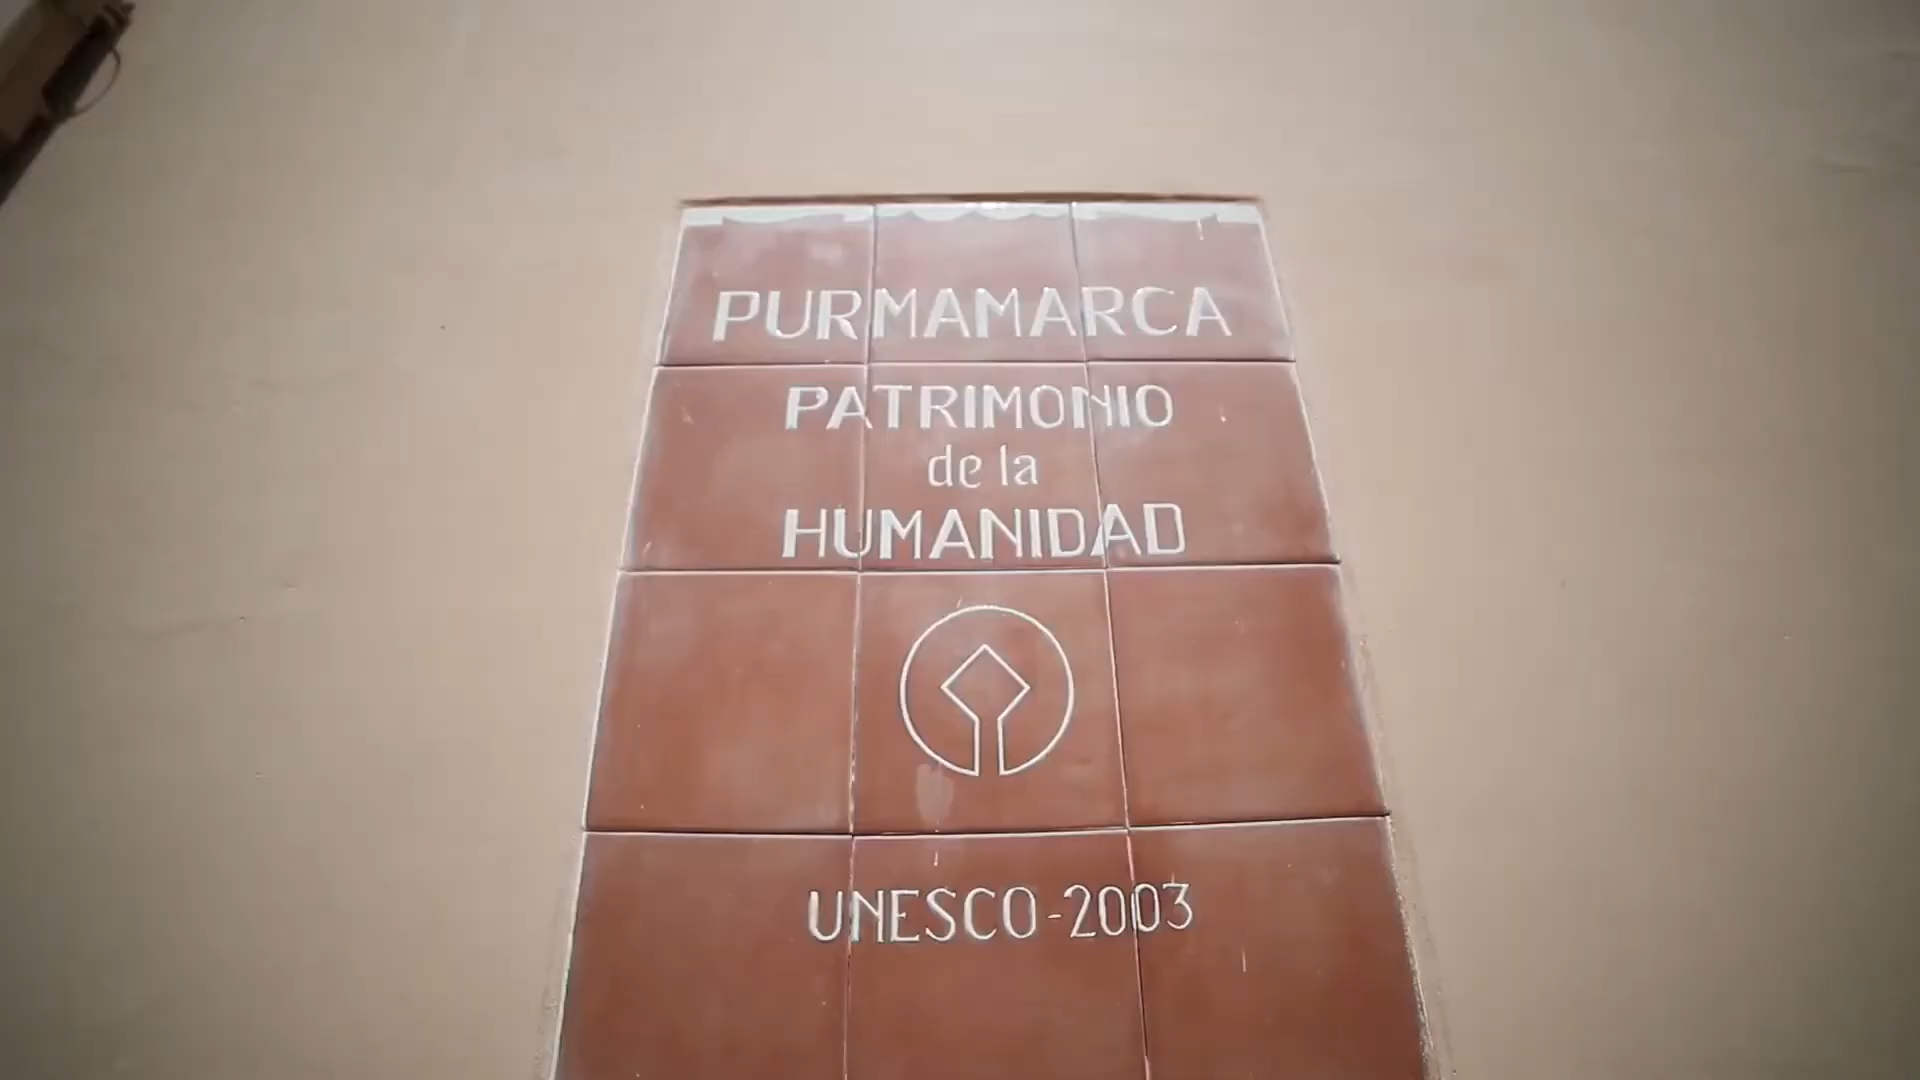 PURMAMARCA
PATRIMONIO
de la
HUMANIDAD
UNESCO-2003